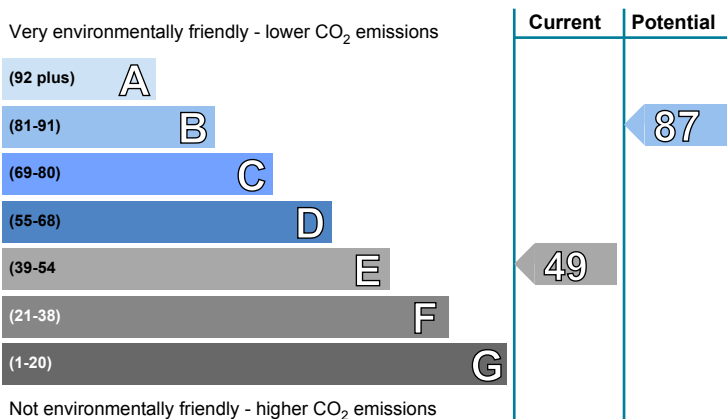 Current Potential
Very environmentally friendly - lower CO2 emissions
(92 plus) A
(81-91) B 87
(69-80) C
(55-68) D
(39-54 E 49
(21-38) F
(1-20) G
Not environmentally friendly - higher CO2 emissions